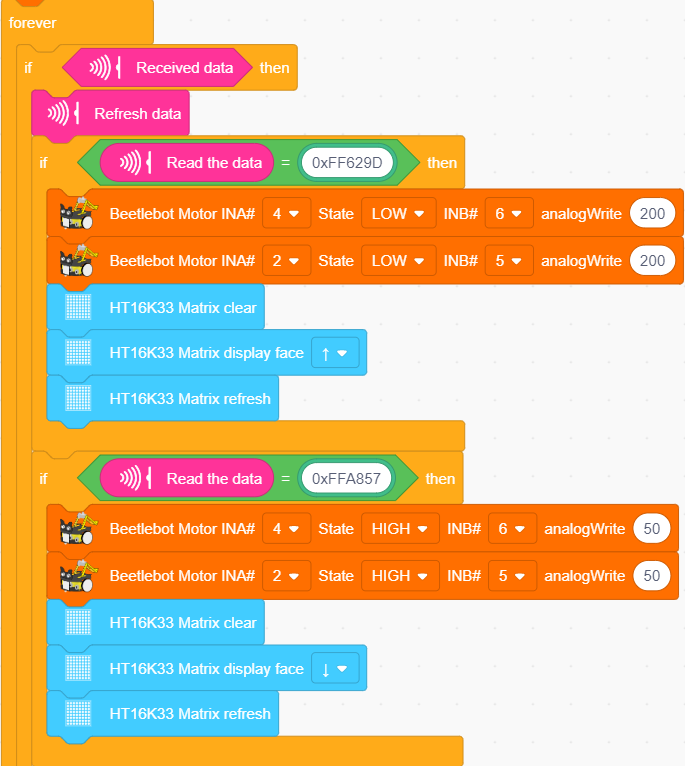 forever
if Received data then
Refresh data
if Read the data = 0xFF629D then
Beetlebot Motor INA# 4 State LOW INB# 6 analogWrite 200
Beetlebot Motor INA# 2 State LOW INB# 5 analogWrite 200
HT16K33 Matrix clear
HT16K33 Matrix display face ↑
HT16K33 Matrix refresh
if Read the data = 0xFFA857 then
Beetlebot Motor INA# 4 State HIGH INB# 6 analogWrite 50
Beetlebot Motor INA# 2 State HIGH INB# 5 analogWrite 50
HT16K33 Matrix clear
HT16K33 Matrix display face ↓
HT16K33 Matrix refresh